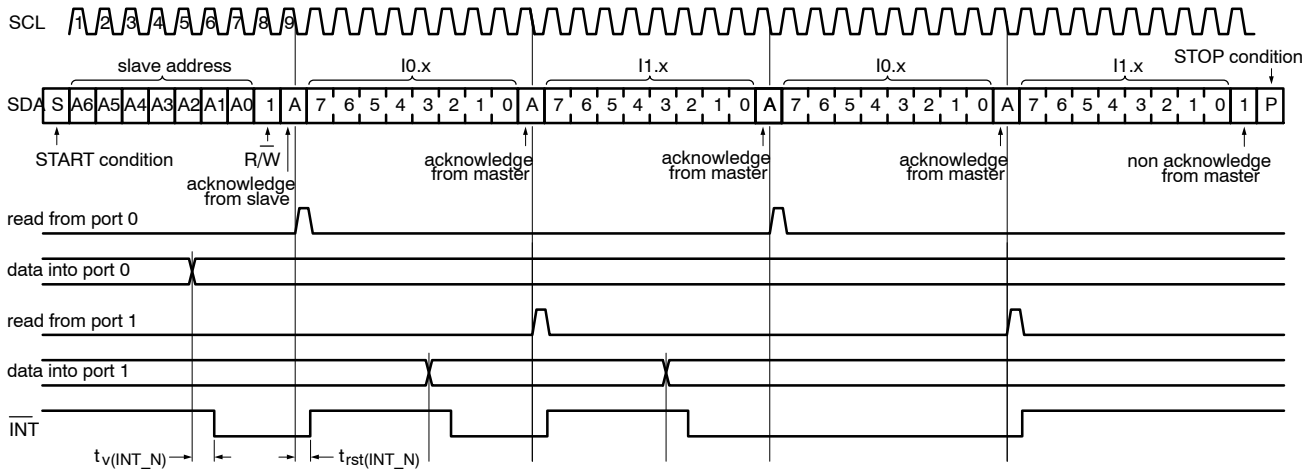 SCL 1 2 3 4 5 6 7 8 9
slave address I0.x I1.x I0.x I1.x STOP condition
SDA S A6 A5 A4 A3 A2 A1 A0 1 A 7 6 5 4 3 2 1 0 A 7 6 5 4 3 2 1 0 A 7 6 5 4 3 2 1 0 A 7 6 5 4 3 2 1 0 1 P
START condition R/W̅ acknowledge acknowledge acknowledge non acknowledge
from master from master from master from master
acknowledge
from slave
read from port 0
data into port 0
read from port 1
data into port 1
I̅N̅T̅
tv(INT_N) trst(INT_N)